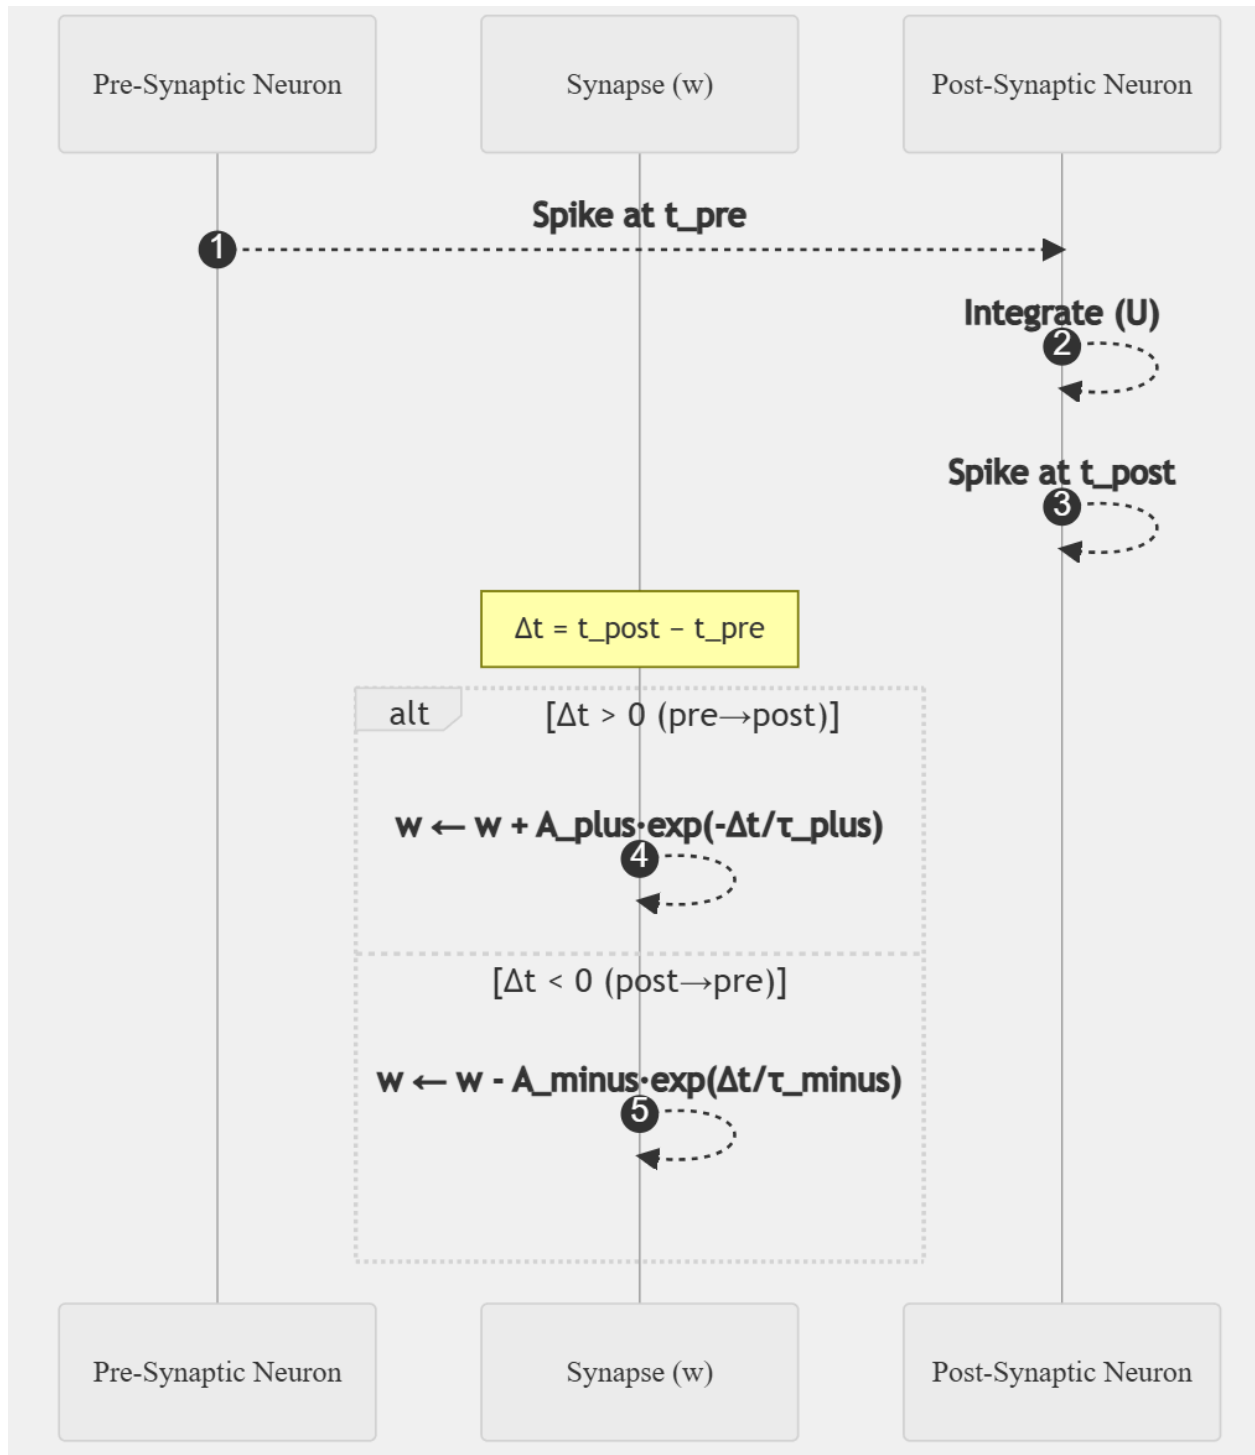 Pre-Synaptic Neuron
Synapse (w)
Post-Synaptic Neuron
Spike at t_pre
1
Integrate (U)
2
Spike at t_post
3
Δt = t_post − t_pre
alt
[Δt > 0 (pre→post)]
w ← w + A_plus·exp(-Δt/τ_plus)
4
[Δt < 0 (post→pre)]
w ← w - A_minus·exp(Δt/τ_minus)
5
Pre-Synaptic Neuron
Synapse (w)
Post-Synaptic Neuron